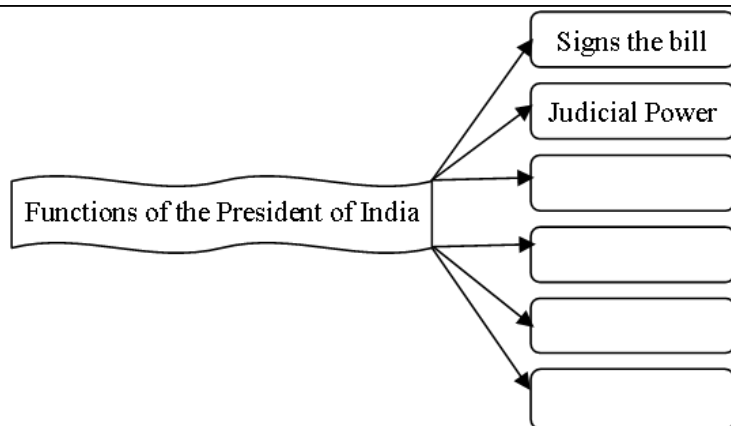 Signs the bill
Judicial Power
Functions of the President of India